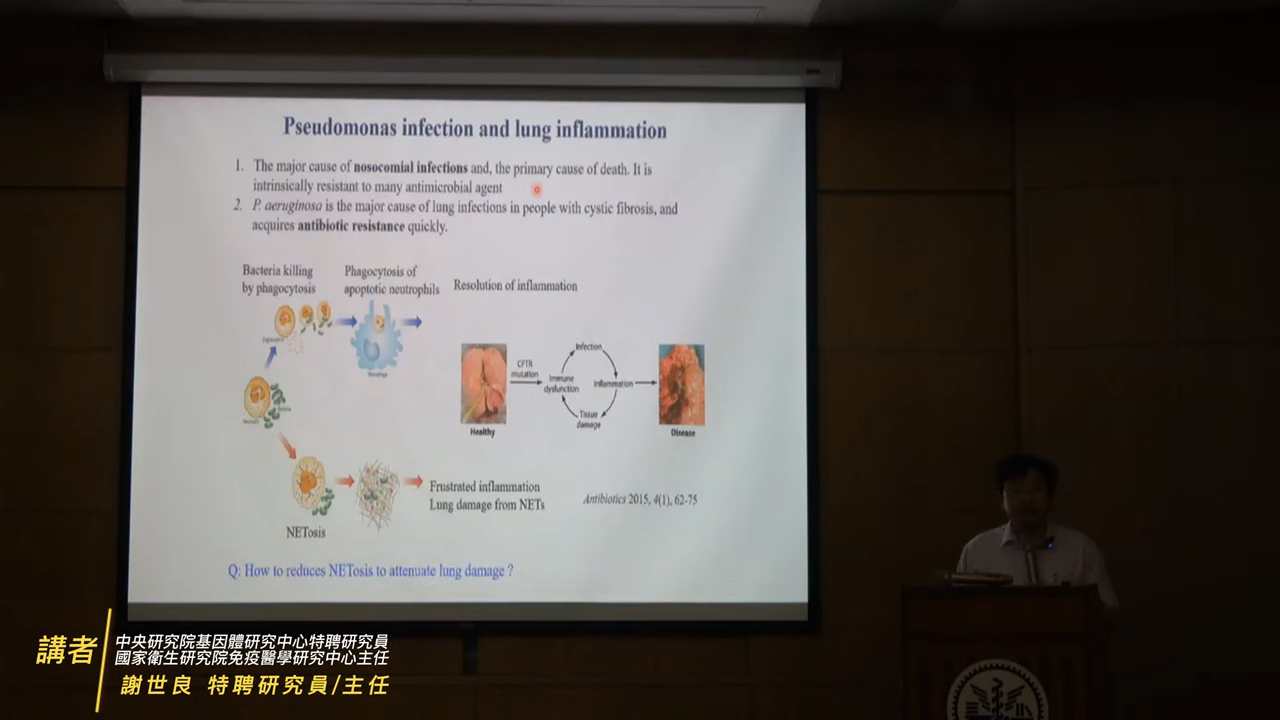 Pseudomonas infection and lung inflammation
1. The major cause of nosocomial infections and, the primary cause of death. It is
intrinsically resistant to many antimicrobial agent
2. P. aeruginosa is the major cause of lung infections in people with cystic fibrosis, and
acquires antibiotic resistance quickly.
Bacteria killing
by phagocytosis
Phagocytosis of
apoptotic neutrophils
Resolution of inflammation
Macrophage
CFTR
mutation
Immune
dysfunction
Infection
Inflammation
Tissue
damage
Healthy
Disease
NETosis
Frustrated inflammation
Lung damage from NETs
Antibiotics 2015, 4(1), 62-75
Q: How to reduces NETosis to attenuate lung damage ?
講者
中央研究院基因體研究中心特聘研究員
國家衛生研究院免疫醫學研究中心主任
謝世良 特聘研究員/主任